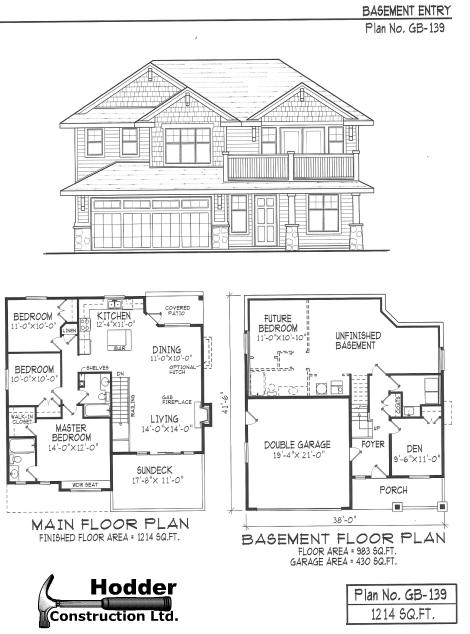 BASEMENT ENTRY
Plan No. GB-139
BEDROOM
11'-0"X10'-0"
LINEN
KITCHEN
12'-4"X11'-0"
BAR
COVERED
PATIO
DINING
11'-0"X10'-0"
OPTIONAL
HUTCH
BEDROOM
10'-0"X10'-0"
SHELVES
DN
RAILING
GAS
FIREPLACE
LIVING
14'-0"X14'-0"
WALK-IN
CLOSET
MASTER
BEDROOM
14'-0"X12'-0"
WDR SEAT
SUNDECK
17'-8"X 11'-0"
MAIN FLOOR PLAN
FINISHED FLOOR AREA = 1214 SQ.FT.
FUTURE
BEDROOM
11'-0"X10'-10"
UNFINISHED
BASEMENT
41'-6"
DOUBLE GARAGE
19'-4"X 21'-0"
UP
FOYER
DEN
9'-6"X11'-0"
PORCH
38'-0"
BASEMENT FLOOR PLAN
FLOOR AREA = 983 SQ.FT.
GARAGE AREA = 430 SQ.FT.
Hodder
Construction Ltd.
Plan No. GB-139
1214 SQ.FT.